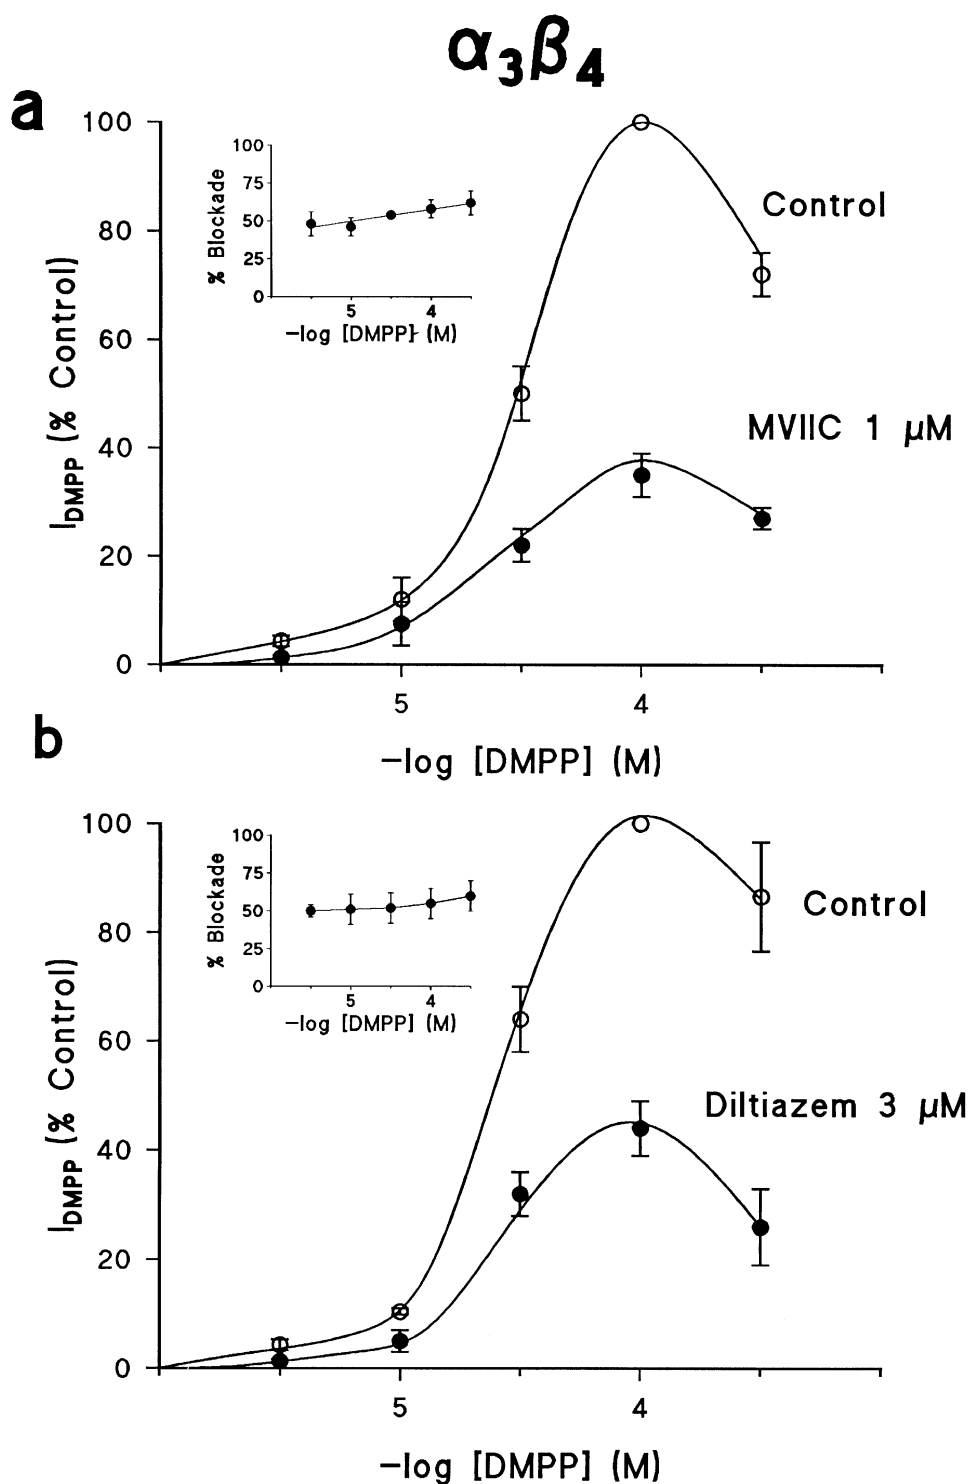 α₃β₄
a
100
80
60
40
20
0
I_DMPP (% Control)
100
75
50
25
0
% Blockade
5 4
−log [DMPP] (M)
Control
MVIIC 1 μM
5 4
−log [DMPP] (M)
b
100
80
60
40
20
0
I_DMPP (% Control)
100
75
50
25
0
% Blockade
5 4
−log [DMPP] (M)
Control
Diltiazem 3 μM
5 4
−log [DMPP] (M)